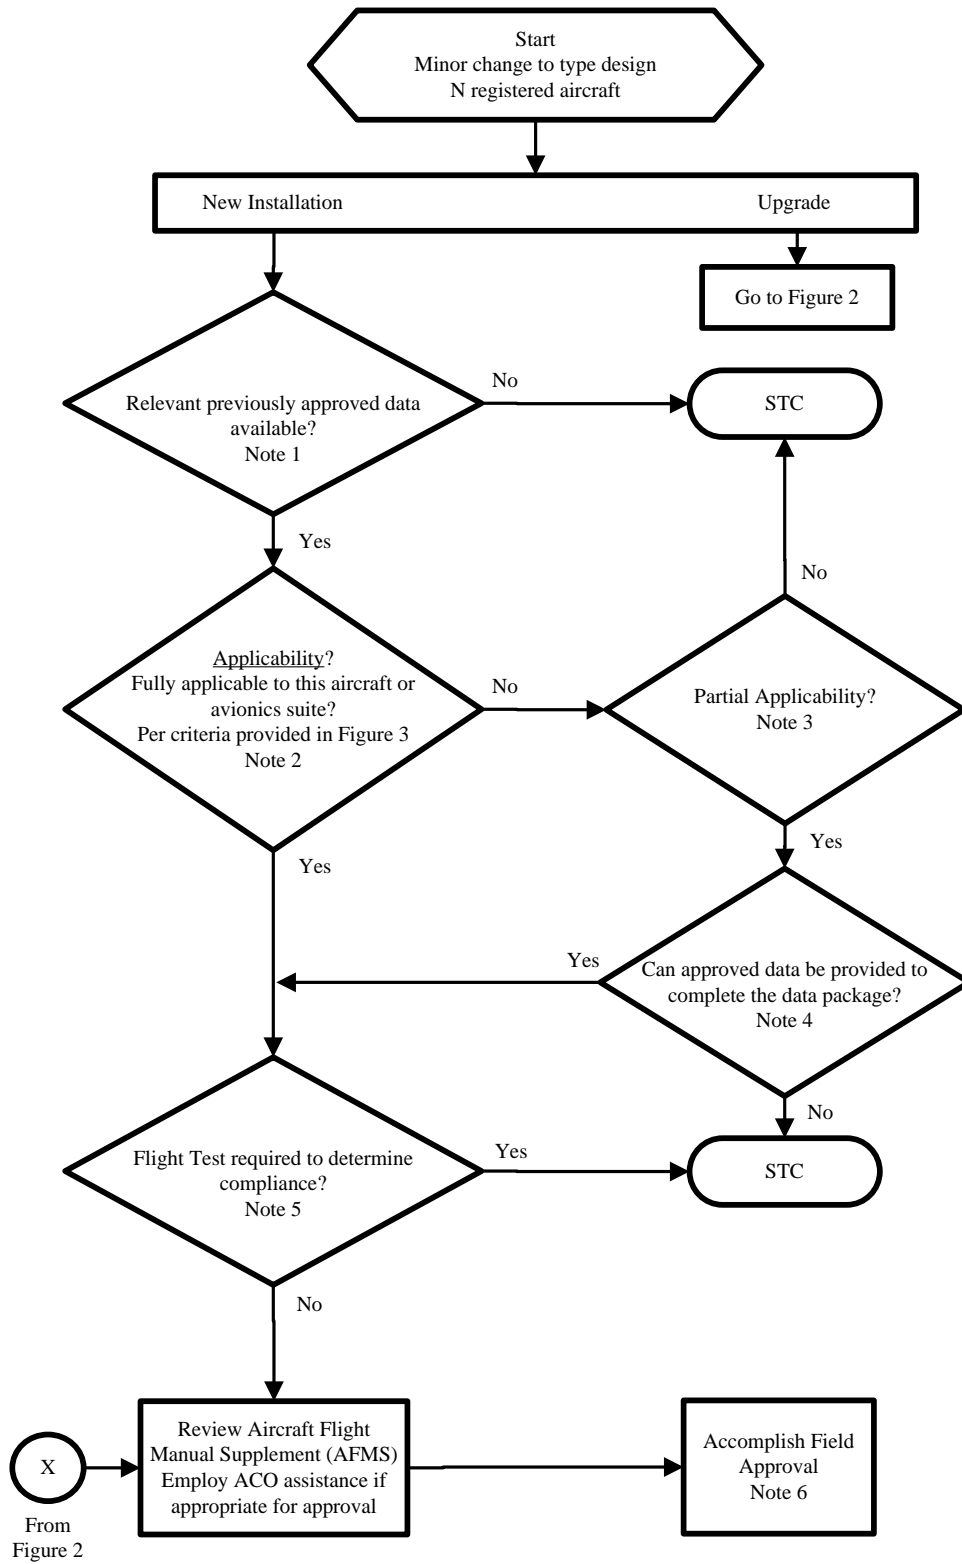 Start
Minor change to type design
N registered aircraft
New Installation
Upgrade
Go to Figure 2
Relevant previously approved data
available?
Note 1
No
STC
Yes
No
Applicability?
Fully applicable to this aircraft or
avionics suite?
Per criteria provided in Figure 3
Note 2
No
Partial Applicability?
Note 3
Yes
Yes
Can approved data be provided to
complete the data package?
Note 4
Yes
No
Flight Test required to determine
compliance?
Note 5
Yes
STC
No
Review Aircraft Flight
Manual Supplement (AFMS)
Employ ACO assistance if
appropriate for approval
Accomplish Field
Approval
Note 6
X
From
Figure 2